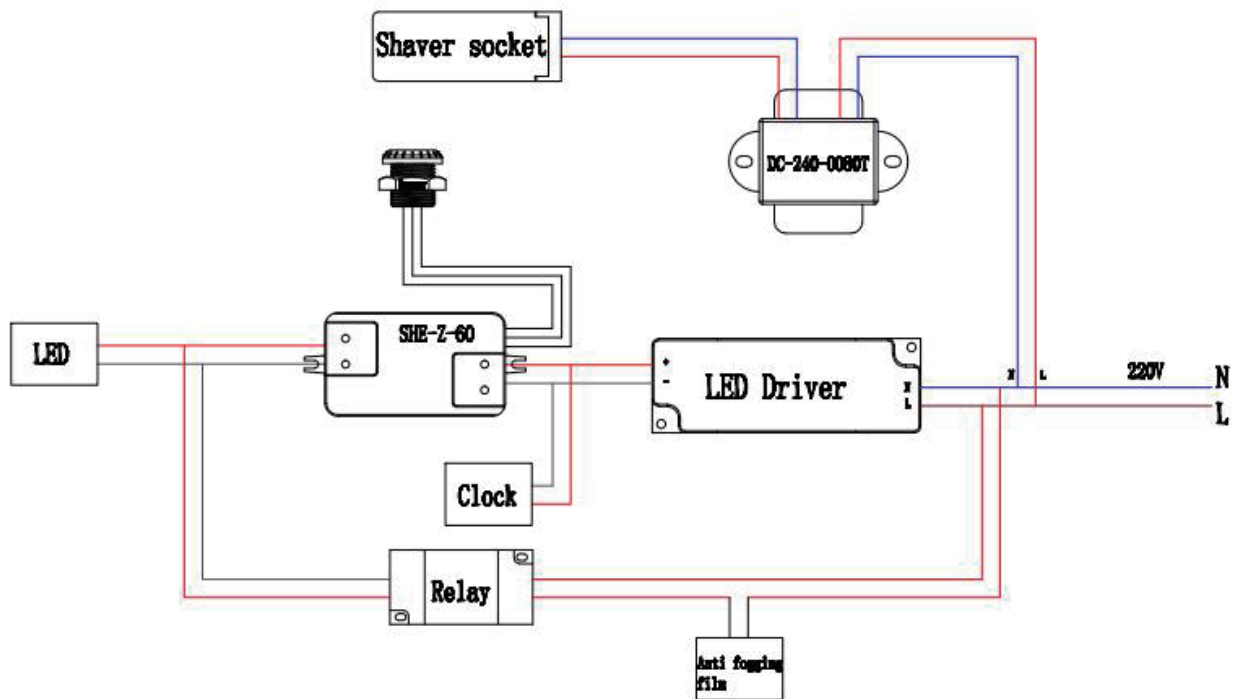 Shaver socket
DC-240-0080T
SHE-Z-60
LED
+
-
LED Driver
N
L
N
L
220V
N
L
Clock
Relay
Anti fogging
film